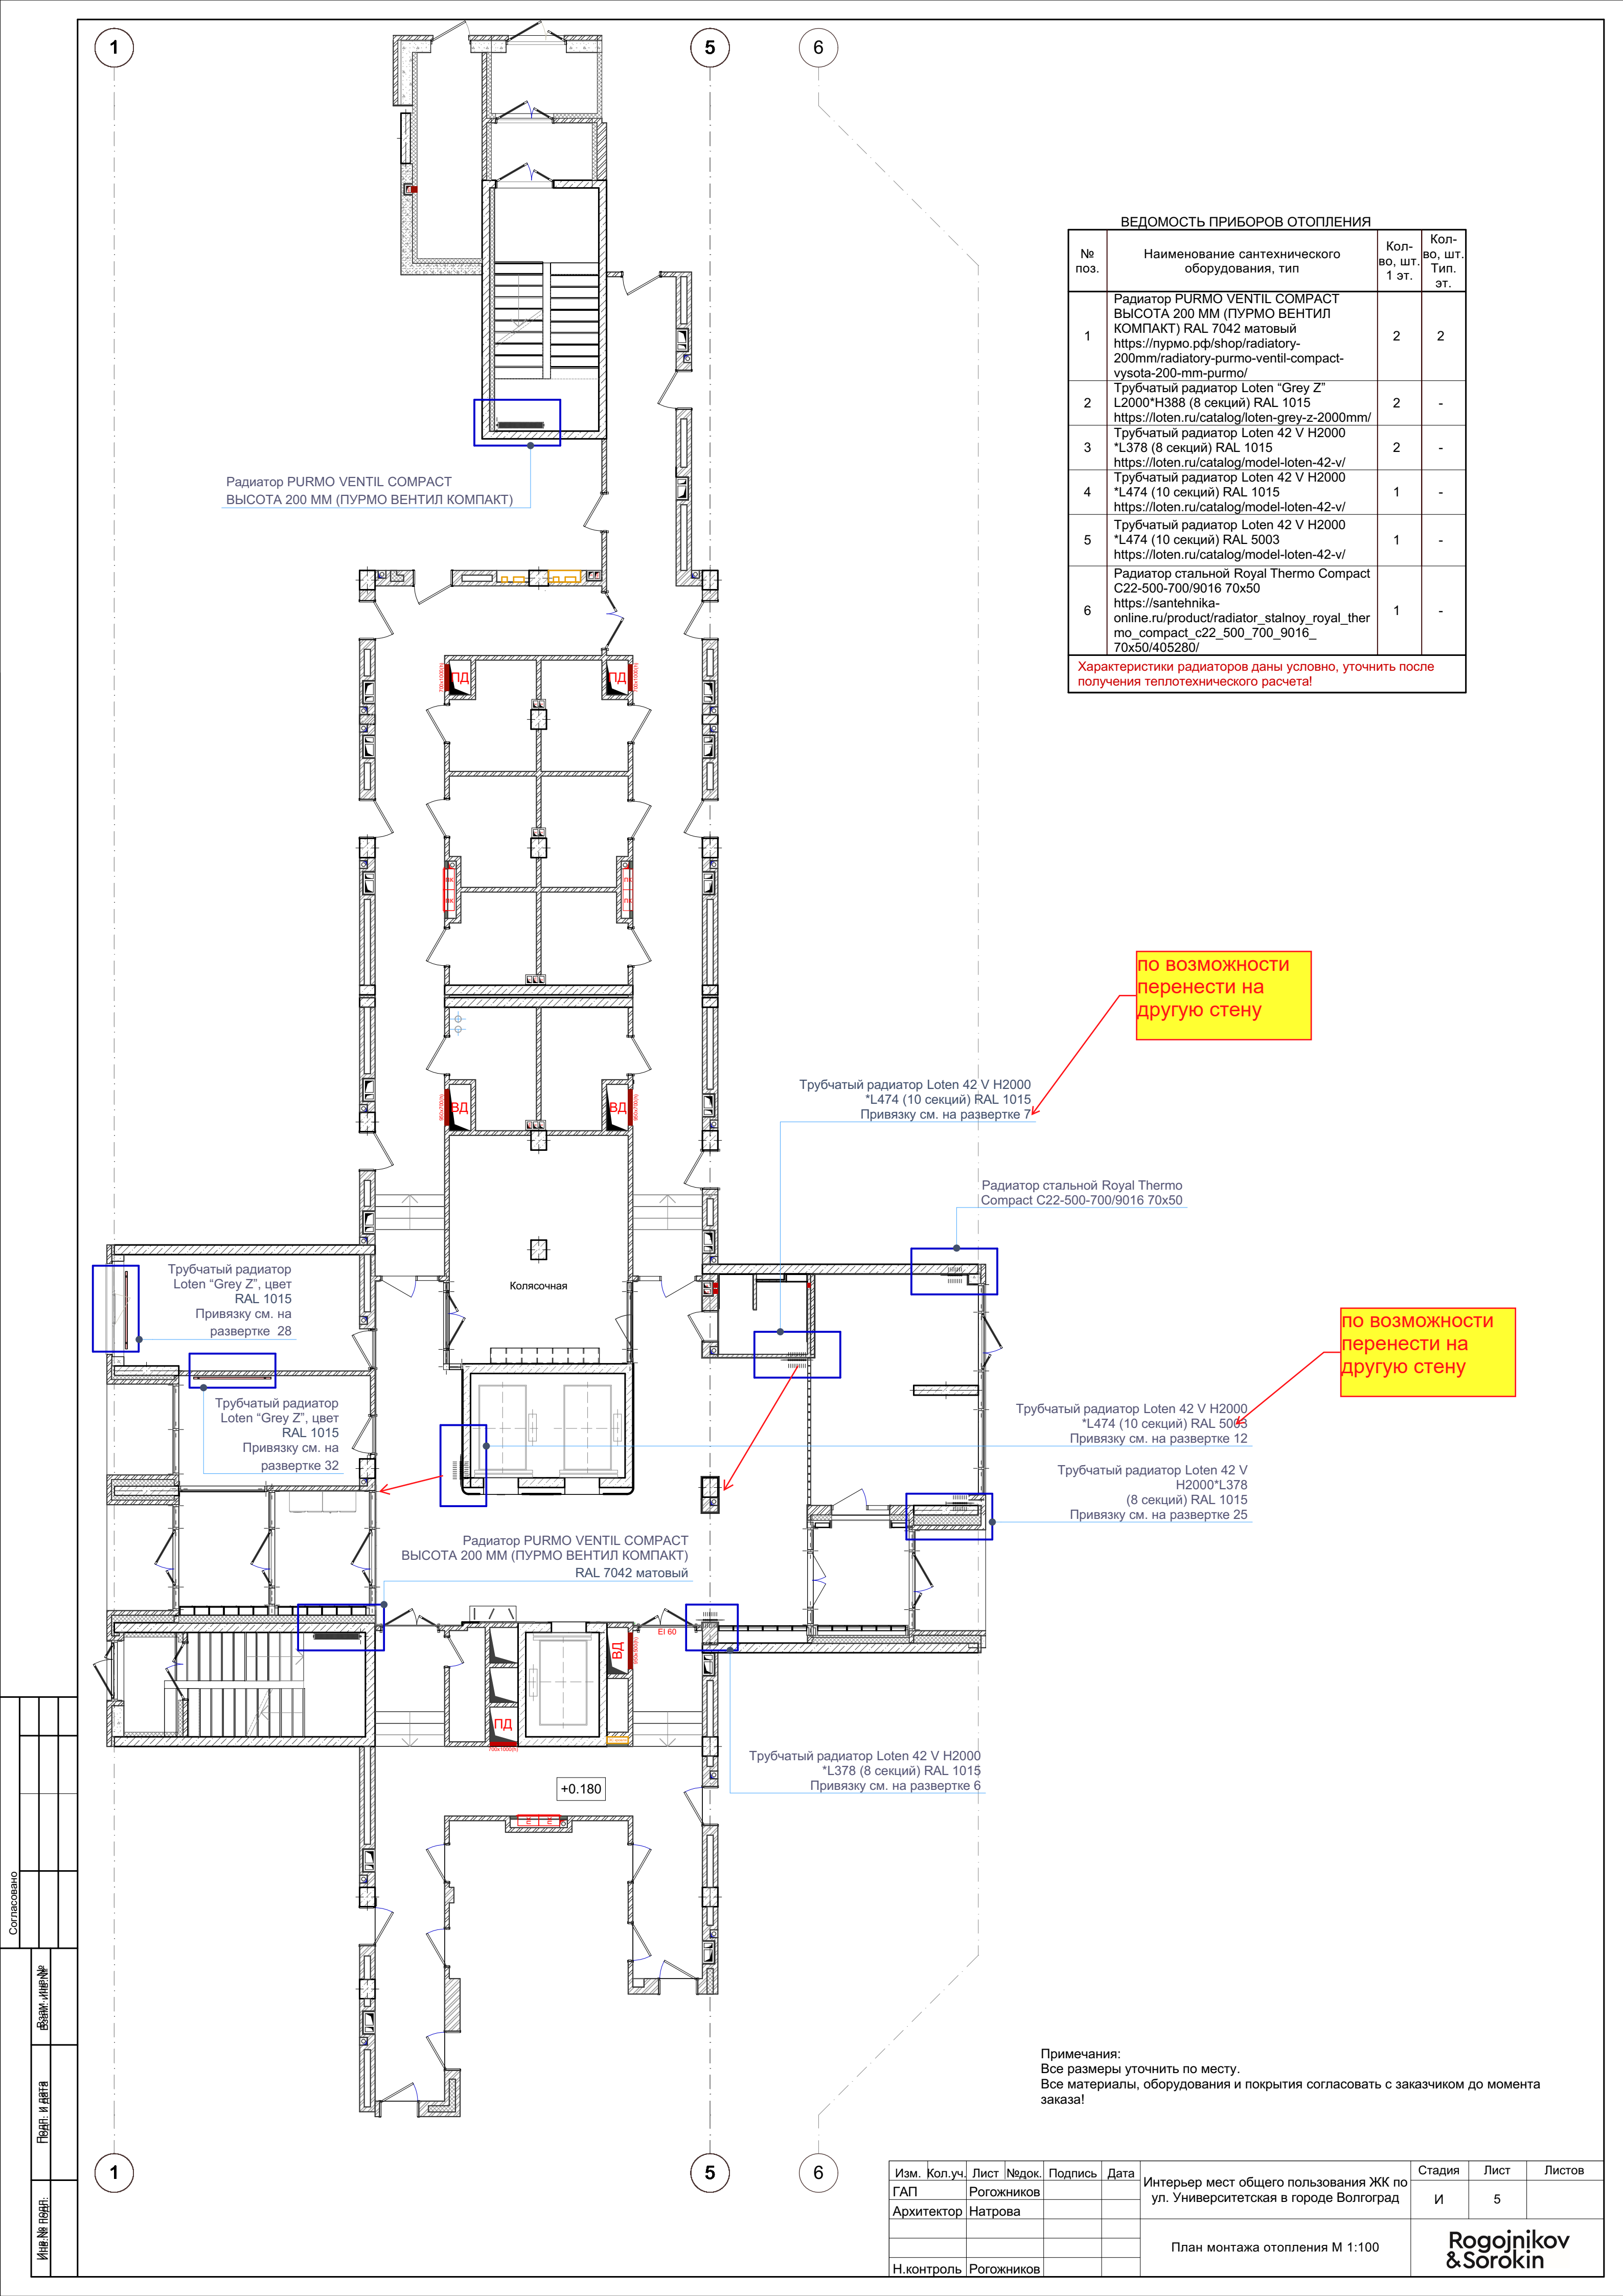 1
5
6
ВЕДОМОСТЬ ПРИБОРОВ ОТОПЛЕНИЯ
№ поз.
Наименование сантехнического оборудования, тип
Кол-во, шт. 1 эт.
Кол-во, шт. Тип. эт.
1
Радиатор PURMO VENTIL COMPACT
ВЫСОТА 200 ММ (ПУРМО ВЕНТИЛ
КОМПАКТ) RAL 7042 матовый
https://пурмо.рф/shop/radiatory-
200mm/radiatory-purmo-ventil-compact-
vysota-200-mm-purmo/
2
2
2
Трубчатый радиатор Loten “Grey Z”
L2000*H388 (8 секций) RAL 1015
https://loten.ru/catalog/loten-grey-z-2000mm/
2
-
3
Трубчатый радиатор Loten 42 V H2000
*L378 (8 секций) RAL 1015
https://loten.ru/catalog/model-loten-42-v/
2
-
4
Трубчатый радиатор Loten 42 V H2000
*L474 (10 секций) RAL 1015
https://loten.ru/catalog/model-loten-42-v/
1
-
5
Трубчатый радиатор Loten 42 V H2000
*L474 (10 секций) RAL 5003
https://loten.ru/catalog/model-loten-42-v/
1
-
6
Радиатор стальной Royal Thermo Compact
C22-500-700/9016 70x50
https://santehnika-
online.ru/product/radiator_stalnoy_royal_ther
mo_compact_c22_500_700_9016_
70x50/405280/
1
-
Характеристики радиаторов даны условно, уточнить после
получения теплотехнического расчета!
Радиатор PURMO VENTIL COMPACT
ВЫСОТА 200 ММ (ПУРМО ВЕНТИЛ КОМПАКТ)
700х1000(h)
ПД
ПД
700х1000(h)
ПК
ПК
ПК
ПК
по возможности
перенести на
другую стену
Трубчатый радиатор Loten 42 V H2000
*L474 (10 секций) RAL 1015
Привязку см. на развертке 7
ВД
ВД
Радиатор стальной Royal Thermo
Compact C22-500-700/9016 70x50
Колясочная
Трубчатый радиатор
Loten “Grey Z”, цвет
RAL 1015
Привязку см. на
развертке 28
по возможности
перенести на
другую стену
Трубчатый радиатор
Loten “Grey Z”, цвет
RAL 1015
Привязку см. на
развертке 32
Трубчатый радиатор Loten 42 V H2000
*L474 (10 секций) RAL 5003
Привязку см. на развертке 12
Трубчатый радиатор Loten 42 V
H2000*L378
(8 секций) RAL 1015
Привязку см. на развертке 25
Радиатор PURMO VENTIL COMPACT
ВЫСОТА 200 ММ (ПУРМО ВЕНТИЛ КОМПАКТ)
RAL 7042 матовый
EI 60
ВД
ПД
700х1000(h)
Трубчатый радиатор Loten 42 V H2000
*L378 (8 секций) RAL 1015
Привязку см. на развертке 6
+0.180
Согласовано
Взам. инв.№
Подп. и дата
Инв.№ подп.
Примечания:
Все размеры уточнить по месту.
Все материалы, оборудования и покрытия согласовать с заказчиком до момента
заказа!
1
5
6
Изм. Кол.уч. Лист №док. Подпись Дата
ГАП Рогожников
Архитектор Натрова
Н.контроль Рогожников
Интерьер мест общего пользования ЖК по
ул. Университетская в городе Волгоград
План монтажа отопления М 1:100
Стадия Лист Листов
И 5
Rogojnikov
&Sorokin